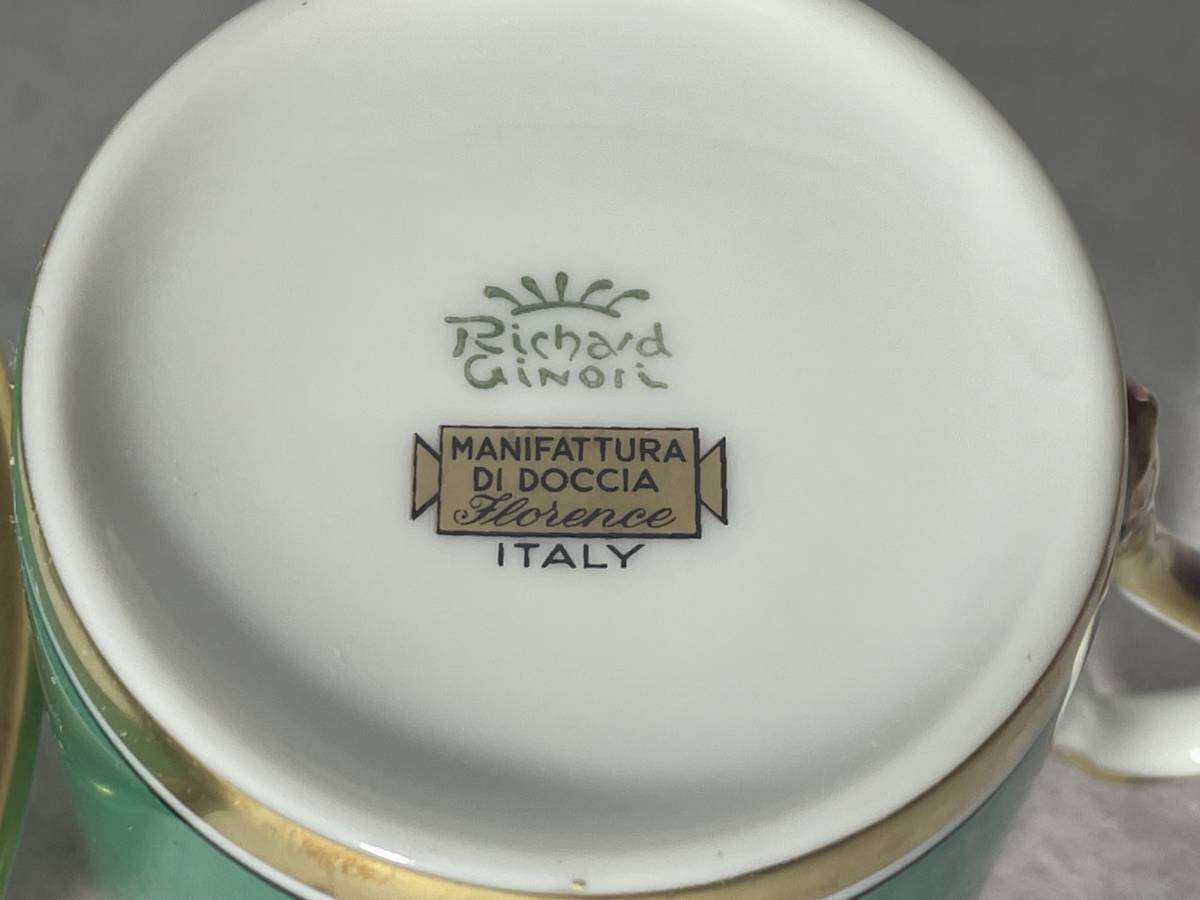 Richard
GINORI
MANIFATTURA
DI DOCCIA
Florence
ITALY